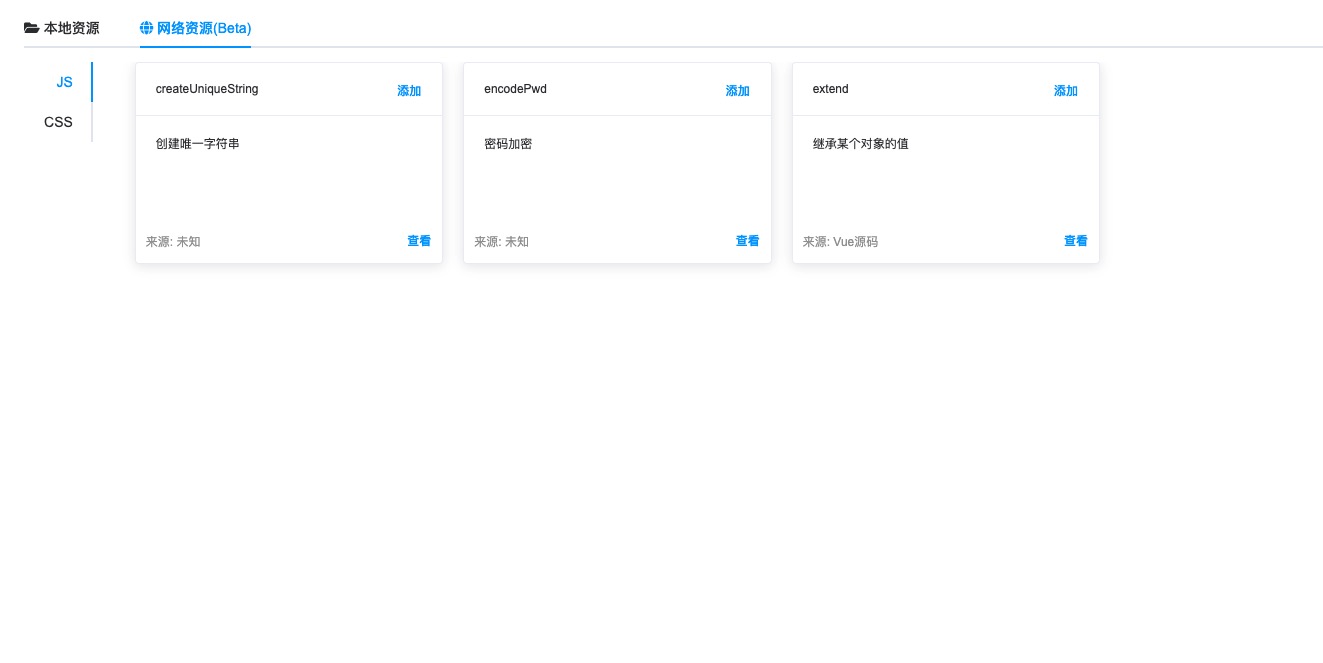 本地资源 网络资源(Beta)
JS
CSS
createUniqueString 添加
创建唯一字符串
来源: 未知 查看
encodePwd 添加
密码加密
来源: 未知 查看
extend 添加
继承某个对象的值
来源: Vue源码 查看